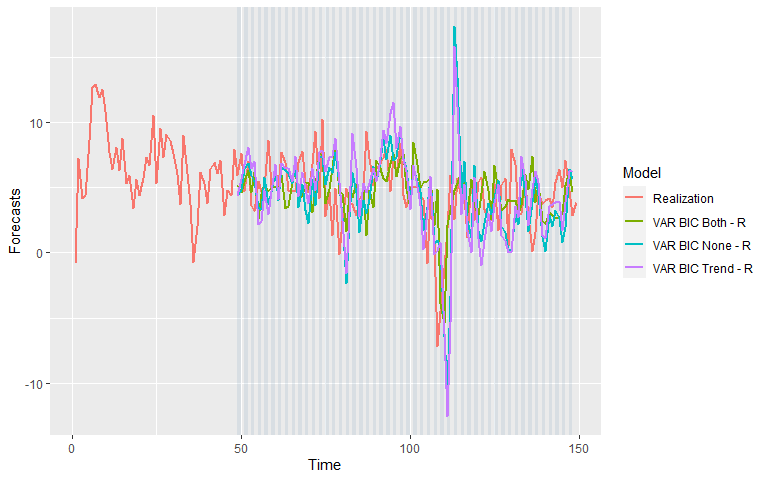 10
0
-10
Forecasts
0
50
100
150
Time
Model
Realization
VAR BIC Both - R
VAR BIC None - R
VAR BIC Trend - R